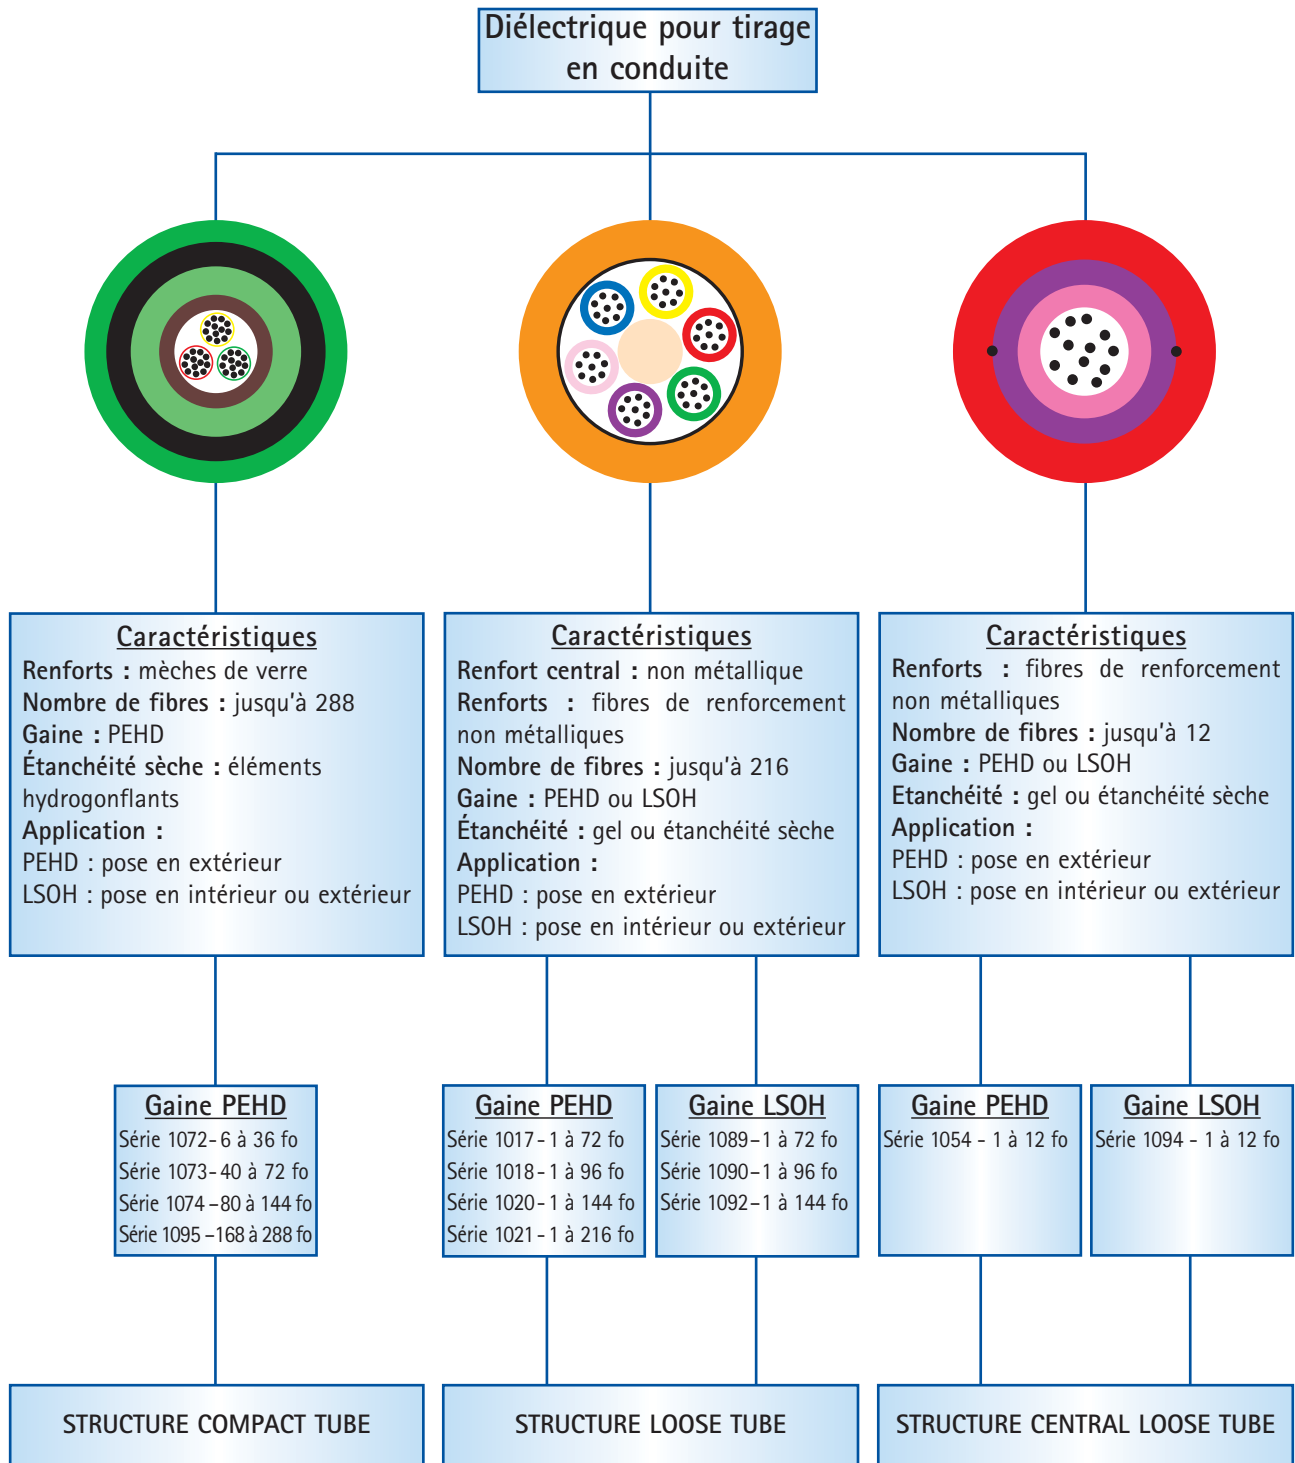 Diélectrique pour tirage
en conduite
Caractéristiques
Renforts : mèches de verre
Nombre de fibres : jusqu'à 288
Gaine : PEHD
Étanchéité sèche : éléments
hydrogonflants
Application :
PEHD : pose en extérieur
LSOH : pose en intérieur ou extérieur
Caractéristiques
Renfort central : non métallique
Renforts : fibres de renforcement
non métalliques
Nombre de fibres : jusqu'à 216
Gaine : PEHD ou LSOH
Étanchéité : gel ou étanchéité sèche
Application :
PEHD : pose en extérieur
LSOH : pose en intérieur ou extérieur
Caractéristiques
Renforts : fibres de renforcement
non métalliques
Nombre de fibres : jusqu'à 12
Gaine : PEHD ou LSOH
Etanchéité : gel ou étanchéité sèche
Application :
PEHD : pose en extérieur
LSOH : pose en intérieur ou extérieur
Gaine PEHD
Série 1072-6 à 36 fo
Série 1073-40 à 72 fo
Série 1074-80 à 144 fo
Série 1095-168 à 288 fo
Gaine PEHD
Série 1017-1 à 72 fo
Série 1018-1 à 96 fo
Série 1020-1 à 144 fo
Série 1021-1 à 216 fo
Gaine LSOH
Série 1089-1 à 72 fo
Série 1090-1 à 96 fo
Série 1092-1 à 144 fo
Gaine PEHD
Série 1054 - 1 à 12 fo
Gaine LSOH
Série 1094 - 1 à 12 fo
STRUCTURE COMPACT TUBE
STRUCTURE LOOSE TUBE
STRUCTURE CENTRAL LOOSE TUBE